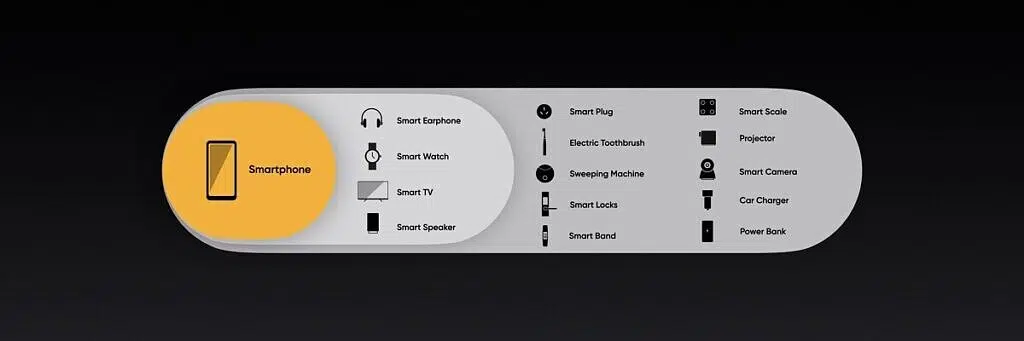 Smartphone
Smart Earphone
Smart Watch
Smart TV
Smart Speaker
Smart Plug
Electric Toothbrush
Sweeping Machine
Smart Locks
Smart Band
Smart Scale
Projector
Smart Camera
Car Charger
Power Bank